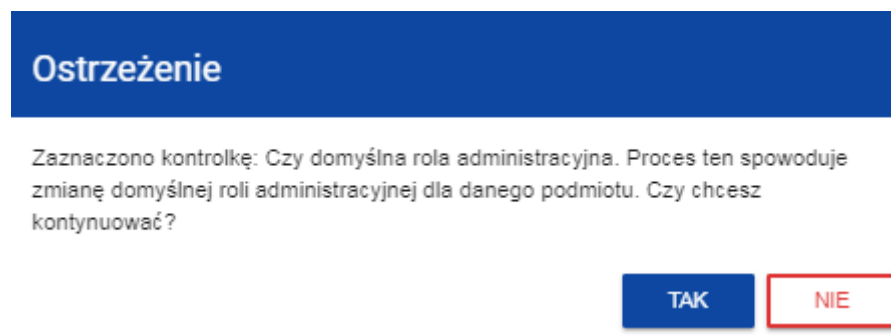 Ostrzeżenie
Zaznaczono kontrolkę: Czy domyślna rola administracyjna. Proces ten spowoduje
zmianę domyślnej roli administracyjnej dla danego podmiotu. Czy chcesz
kontynuować?
TAK
NIE